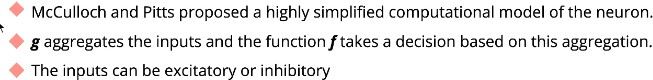 McCulloch and Pitts proposed a highly simplified computational model of the neuron.
g aggregates the inputs and the function f takes a decision based on this aggregation.
The inputs can be excitatory or inhibitory